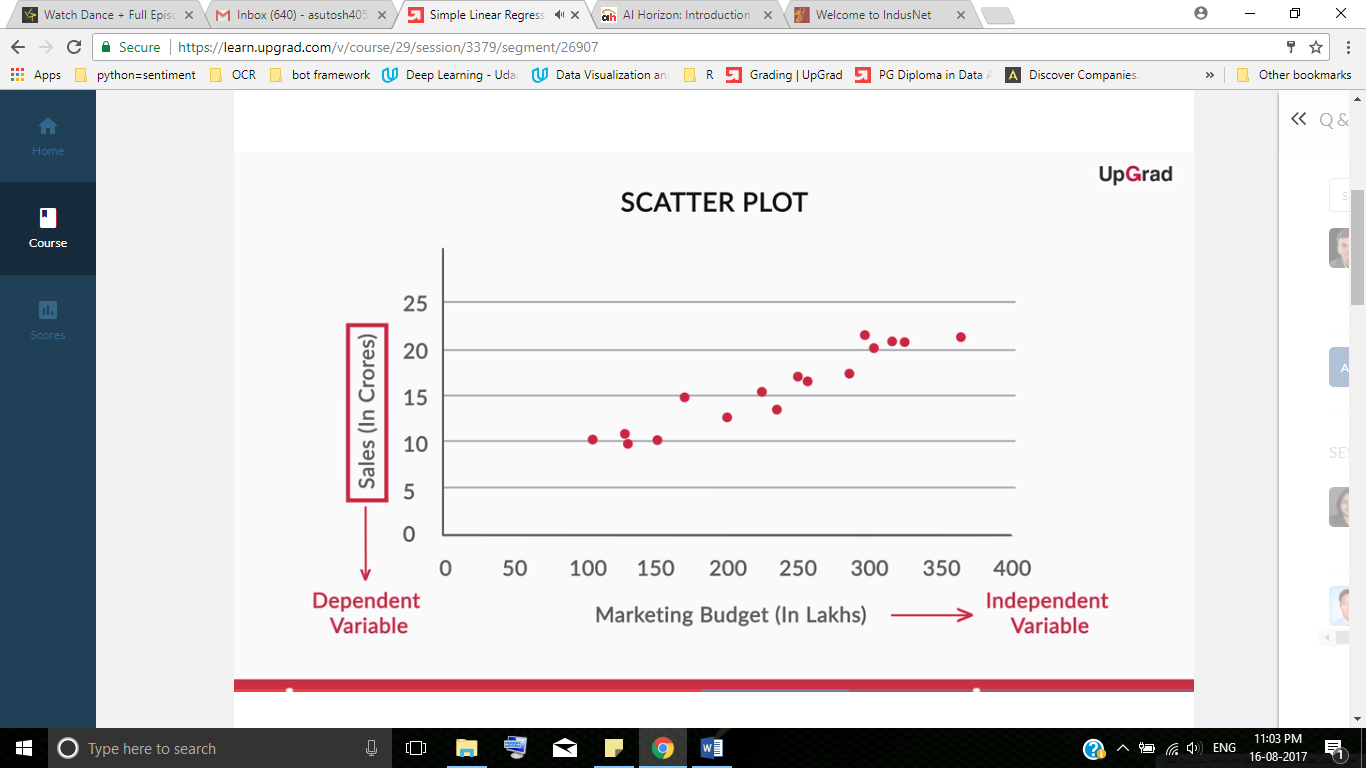 Watch Dance + Full Epis
Inbox (640) - asutosh405
Simple Linear Regress
AI Horizon: Introduction
Welcome to IndusNet
Secure | https://learn.upgrad.com/v/course/29/session/3379/segment/26907
Apps python=sentiment OCR bot framework Deep Learning - Uda Data Visualization an R Grading | UpGrad PG Diploma in Data A Discover Companies. » Other bookmarks
Home
Course
Scores
Q &
UpGrad
SCATTER PLOT
25
20
15
10
5
0
Sales (In Crores)
0 50 100 150 200 250 300 350 400
Marketing Budget (In Lakhs)
Dependent
Variable
Independent
Variable
S
A
SES
Type here to search
ENG
11:03 PM
16-08-2017
1